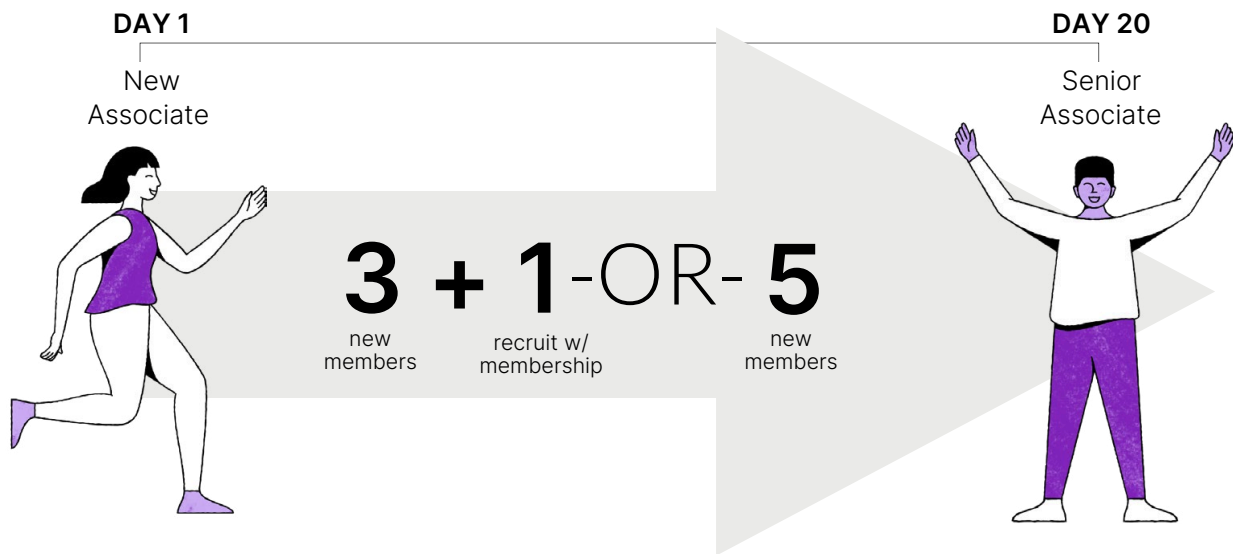 DAY 1
New
Associate
DAY 20
Senior
Associate
3 + 1 -OR- 5
new
members
recruit w/
membership
new
members